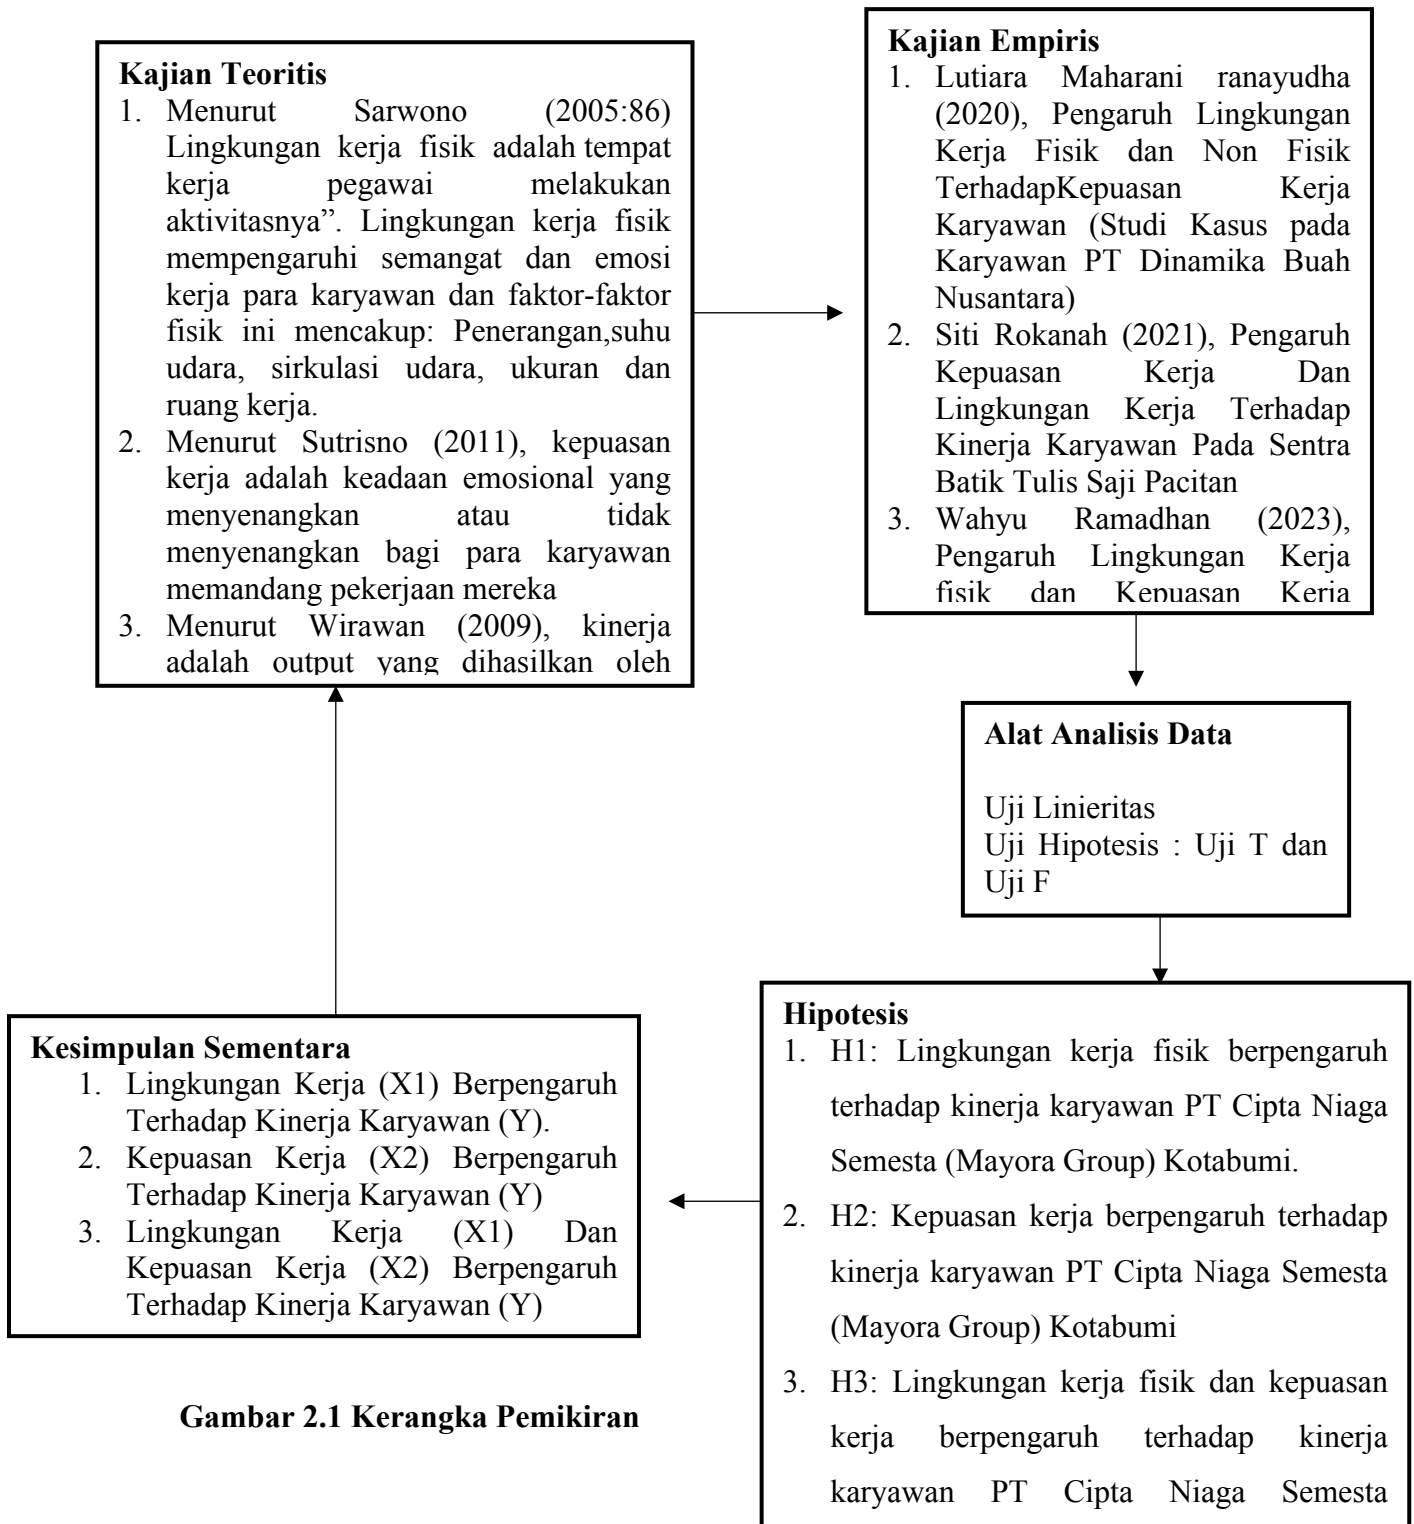 Kajian Teoritis
1. Menurut Sarwono (2005:86)
Lingkungan kerja fisik adalah tempat
kerja pegawai melakukan
aktivitasnya”. Lingkungan kerja fisik
mempengaruhi semangat dan emosi
kerja para karyawan dan faktor-faktor
fisik ini mencakup: Penerangan,suhu
udara, sirkulasi udara, ukuran dan
ruang kerja.
2. Menurut Sutrisno (2011), kepuasan
kerja adalah keadaan emosional yang
menyenangkan atau tidak
menyenangkan bagi para karyawan
memandang pekerjaan mereka
3. Menurut Wirawan (2009), kinerja
adalah output yang dihasilkan oleh
Kajian Empiris
1. Lutiara Maharani ranayudha
(2020), Pengaruh Lingkungan
Kerja Fisik dan Non Fisik
TerhadapKepuasan Kerja
Karyawan (Studi Kasus pada
Karyawan PT Dinamika Buah
Nusantara)
2. Siti Rokanah (2021), Pengaruh
Kepuasan Kerja Dan
Lingkungan Kerja Terhadap
Kinerja Karyawan Pada Sentra
Batik Tulis Saji Pacitan
3. Wahyu Ramadhan (2023),
Pengaruh Lingkungan Kerja
fisik dan Kepuasan Kerja
Alat Analisis Data
Uji Linieritas
Uji Hipotesis : Uji T dan
Uji F
Hipotesis
1. H1: Lingkungan kerja fisik berpengaruh
terhadap kinerja karyawan PT Cipta Niaga
Semesta (Mayora Group) Kotabumi.
2. H2: Kepuasan kerja berpengaruh terhadap
kinerja karyawan PT Cipta Niaga Semesta
(Mayora Group) Kotabumi
3. H3: Lingkungan kerja fisik dan kepuasan
kerja berpengaruh terhadap kinerja
karyawan PT Cipta Niaga Semesta
Kesimpulan Sementara
1. Lingkungan Kerja (X1) Berpengaruh
Terhadap Kinerja Karyawan (Y).
2. Kepuasan Kerja (X2) Berpengaruh
Terhadap Kinerja Karyawan (Y)
3. Lingkungan Kerja (X1) Dan
Kepuasan Kerja (X2) Berpengaruh
Terhadap Kinerja Karyawan (Y)
Gambar 2.1 Kerangka Pemikiran